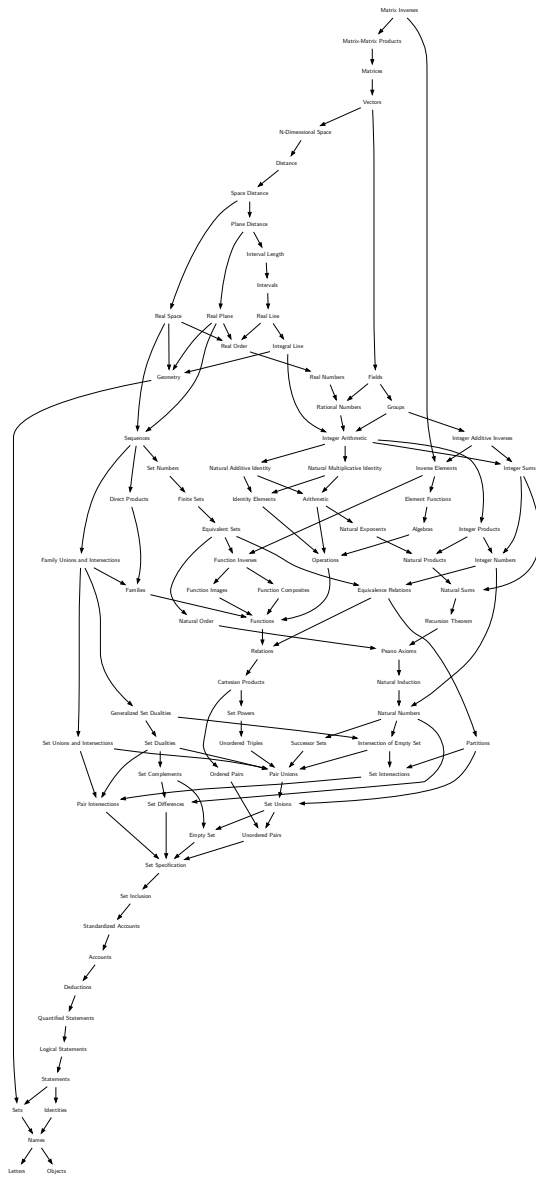 Matrix Inverses
Matrix-Matrix Products
Matrices
Vectors
N-Dimensional Space
Distance
Space Distance
Plane Distance
Interval Length
Intervals
Real Space
Real Plane
Real Line
Real Order
Integral Line
Geometry
Real Numbers
Fields
Rational Numbers
Groups
Sequences
Integer Arithmetic
Integer Additive Inverses
Set Numbers
Natural Additive Identity
Natural Multiplicative Identity
Inverse Elements
Integer Sums
Direct Products
Finite Sets
Identity Elements
Arithmetic
Element Functions
Equivalent Sets
Natural Exponents
Algebras
Integer Products
Family Unions and Intersections
Function Inverses
Operations
Natural Products
Integer Numbers
Families
Function Images
Function Composites
Equivalence Relations
Natural Sums
Natural Order
Functions
Recursion Theorem
Relations
Peano Axioms
Cartesian Products
Natural Induction
Generalized Set Dualities
Set Powers
Natural Numbers
Set Unions and Intersections
Set Dualities
Unordered Triples
Successor Sets
Intersection of Empty Set
Partitions
Set Complements
Ordered Pairs
Pair Unions
Set Intersections
Pair Intersections
Set Differences
Set Unions
Empty Set
Unordered Pairs
Set Specification
Set Inclusion
Standardized Accounts
Accounts
Deductions
Quantified Statements
Logical Statements
Statements
Sets
Identities
Names
Letters
Objects